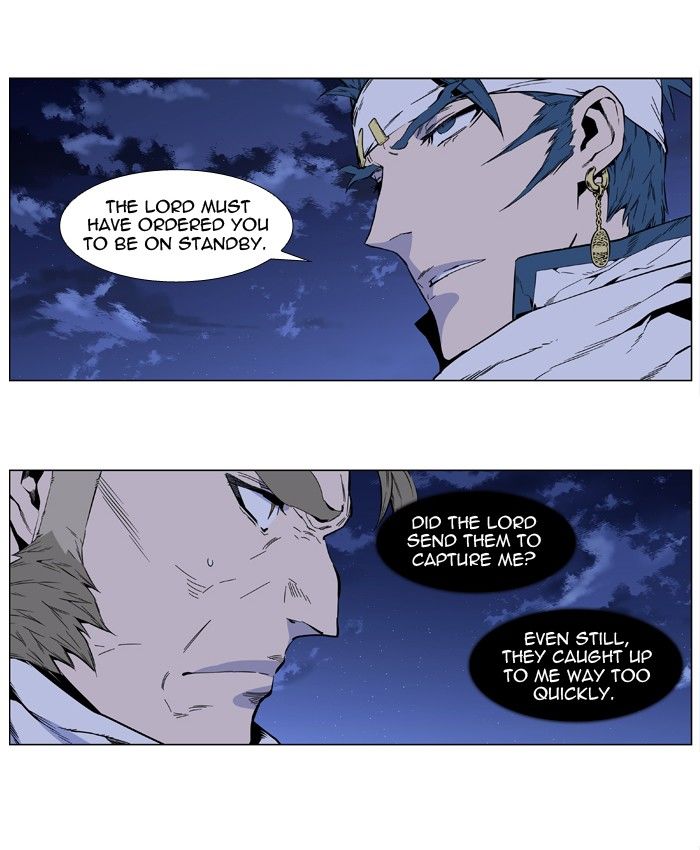 THE LORD MUST
HAVE ORDERED YOU
TO BE ON STANDBY.
DID THE LORD
SEND THEM TO
CAPTURE ME?
EVEN STILL,
THEY CAUGHT UP
TO ME WAY TOO
QUICKLY.